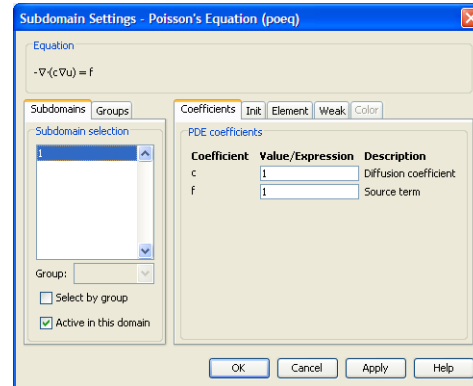 Subdomain Settings - Poisson's Equation (poeq)
Equation
-∇·(c∇u) = f
Subdomains Groups
Subdomain selection
1
Group:
Select by group
Active in this domain
Coefficients Init Element Weak Color
PDE coefficients
Coefficient Value/Expression Description
c 1 Diffusion coefficient
f 1 Source term
OK Cancel Apply Help